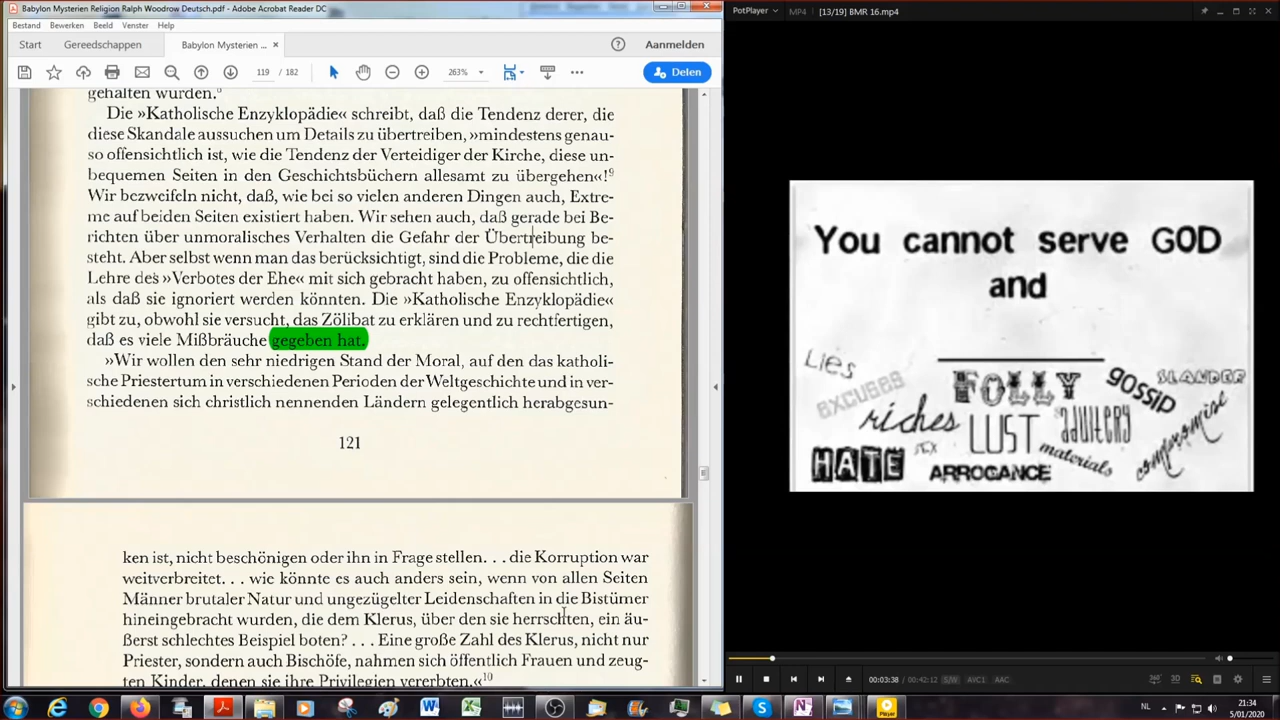 Babylon Mysterien Religion Ralph Woodrow Deutsch.pdf - Adobe Acrobat Reader DC
Bestand Bewerken Beeld Venster Help
Start Gereedschappen Babylon Mysterien ... × Aanmelden
119 / 182 263% Delen
gehalten wurden.⁸
Die »Katholische Enzyklopädie« schreibt, daß die Tendenz derer, die
diese Skandale aussuchen um Details zu übertreiben, »mindestens genau-
so offensichtlich ist, wie die Tendenz der Verteidiger der Kirche, diese un-
bequemen Seiten in den Geschichtsbüchern allesamt zu übergehen«!⁹
Wir bezweifeln nicht, daß, wie bei so vielen anderen Dingen auch, Extre-
me auf beiden Seiten existiert haben. Wir sehen auch, daß gerade bei Be-
richten über unmoralisches Verhalten die Gefahr der Übertreibung be-
steht. Aber selbst wenn man das berücksichtigt, sind die Probleme, die die
Lehre des »Verbotes der Ehe« mit sich gebracht haben, zu offensichtlich,
als daß sie ignoriert werden könnten. Die »Katholische Enzyklopädie«
gibt zu, obwohl sie versucht, das Zölibat zu erklären und zu rechtfertigen,
daß es viele Mißbräuche gegeben hat.
»Wir wollen den sehr niedrigen Stand der Moral, auf den das katholi-
sche Priestertum in verschiedenen Perioden der Weltgeschichte und in ver-
schiedenen sich christlich nennenden Ländern gelegentlich herabgesun-
121
ken ist, nicht beschönigen oder ihn in Frage stellen. . . die Korruption war
weitverbreitet. . . wie könnte es auch anders sein, wenn von allen Seiten
Männer brutaler Natur und ungezügelter Leidenschaften in die Bistümer
hineingebracht wurden, die dem Klerus, über den sie herrschten, ein äu-
ßerst schlechtes Beispiel boten? . . . Eine große Zahl des Klerus, nicht nur
Priester, sondern auch Bischöfe, nahmen sich öffentlich Frauen und zeug-
ten Kinder, denen sie ihre Privilegien vererbten.«¹⁰
PotPlayer MP4 [13/19] BMR 16.mp4
You cannot serve GOD
and
Lies EXCUSES riches FOLLY gossip SLANDER
HATE SEX LUST adultery materials compromise
ARROGANCE
00:03:38 / 00:42:12 S/W AVC1 AAC
3D
NL 21:34
5/01/2020